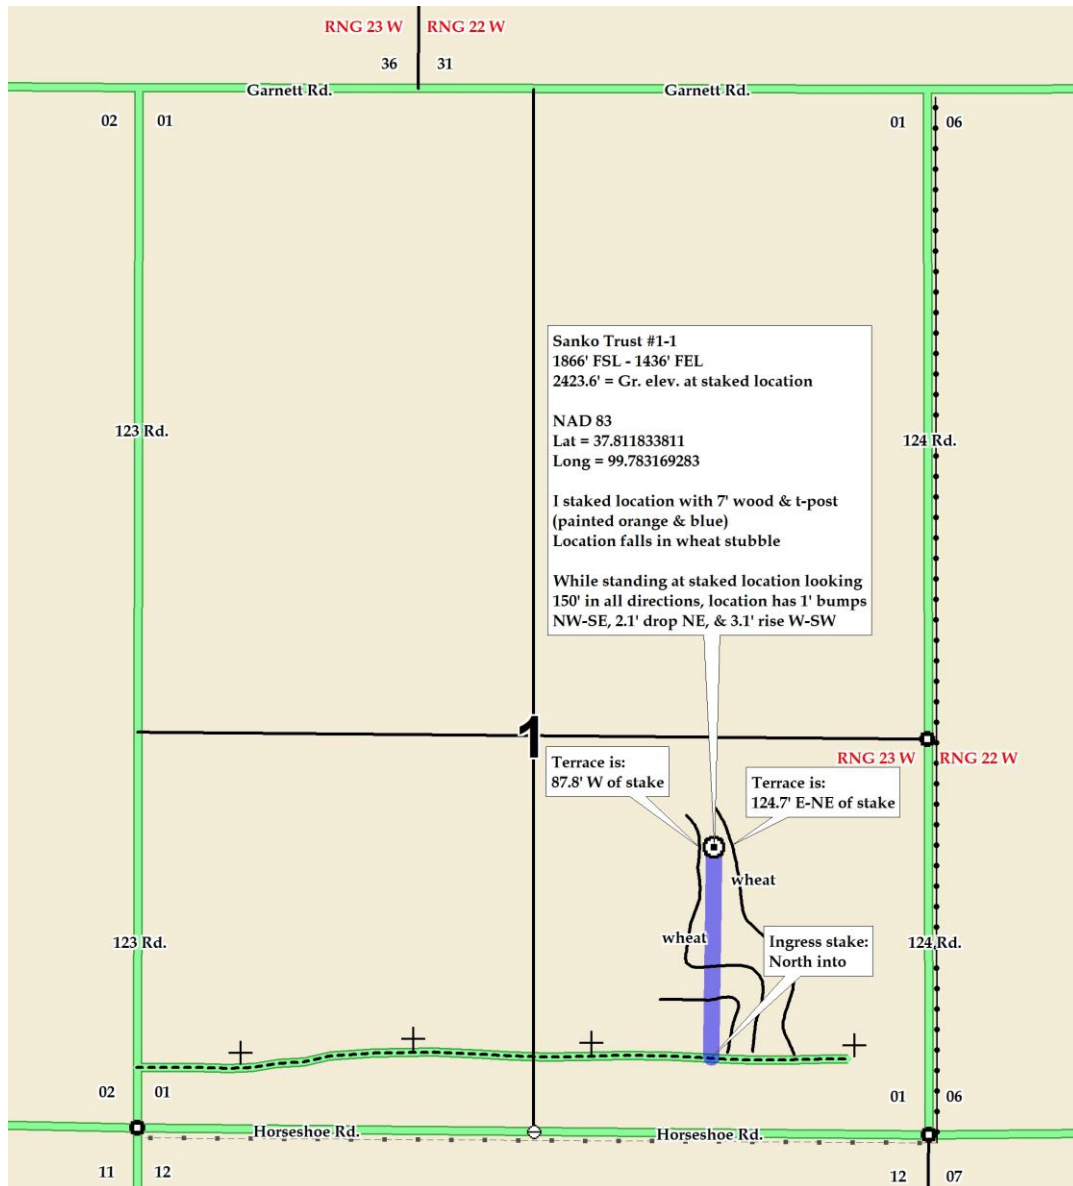 RNG 23 W RNG 22 W
36 31
Garnett Rd. Garnett Rd.
02 01 01 06
Sanko Trust #1-1
1866' FSL - 1436' FEL
2423.6' = Gr. elev. at staked location
NAD 83
Lat = 37.811833811
Long = 99.783169283
I staked location with 7' wood & t-post
(painted orange & blue)
Location falls in wheat stubble
While standing at staked location looking
150' in all directions, location has 1' bumps
NW-SE, 2.1' drop NE, & 3.1' rise W-SW
123 Rd. 124 Rd.
1
RNG 23 W RNG 22 W
Terrace is:
87.8' W of stake
Terrace is:
124.7' E-NE of stake
wheat
wheat
Ingress stake:
North into
123 Rd. 124 Rd.
02 01 01 06
Horseshoe Rd. Horseshoe Rd.
11 12 12 07